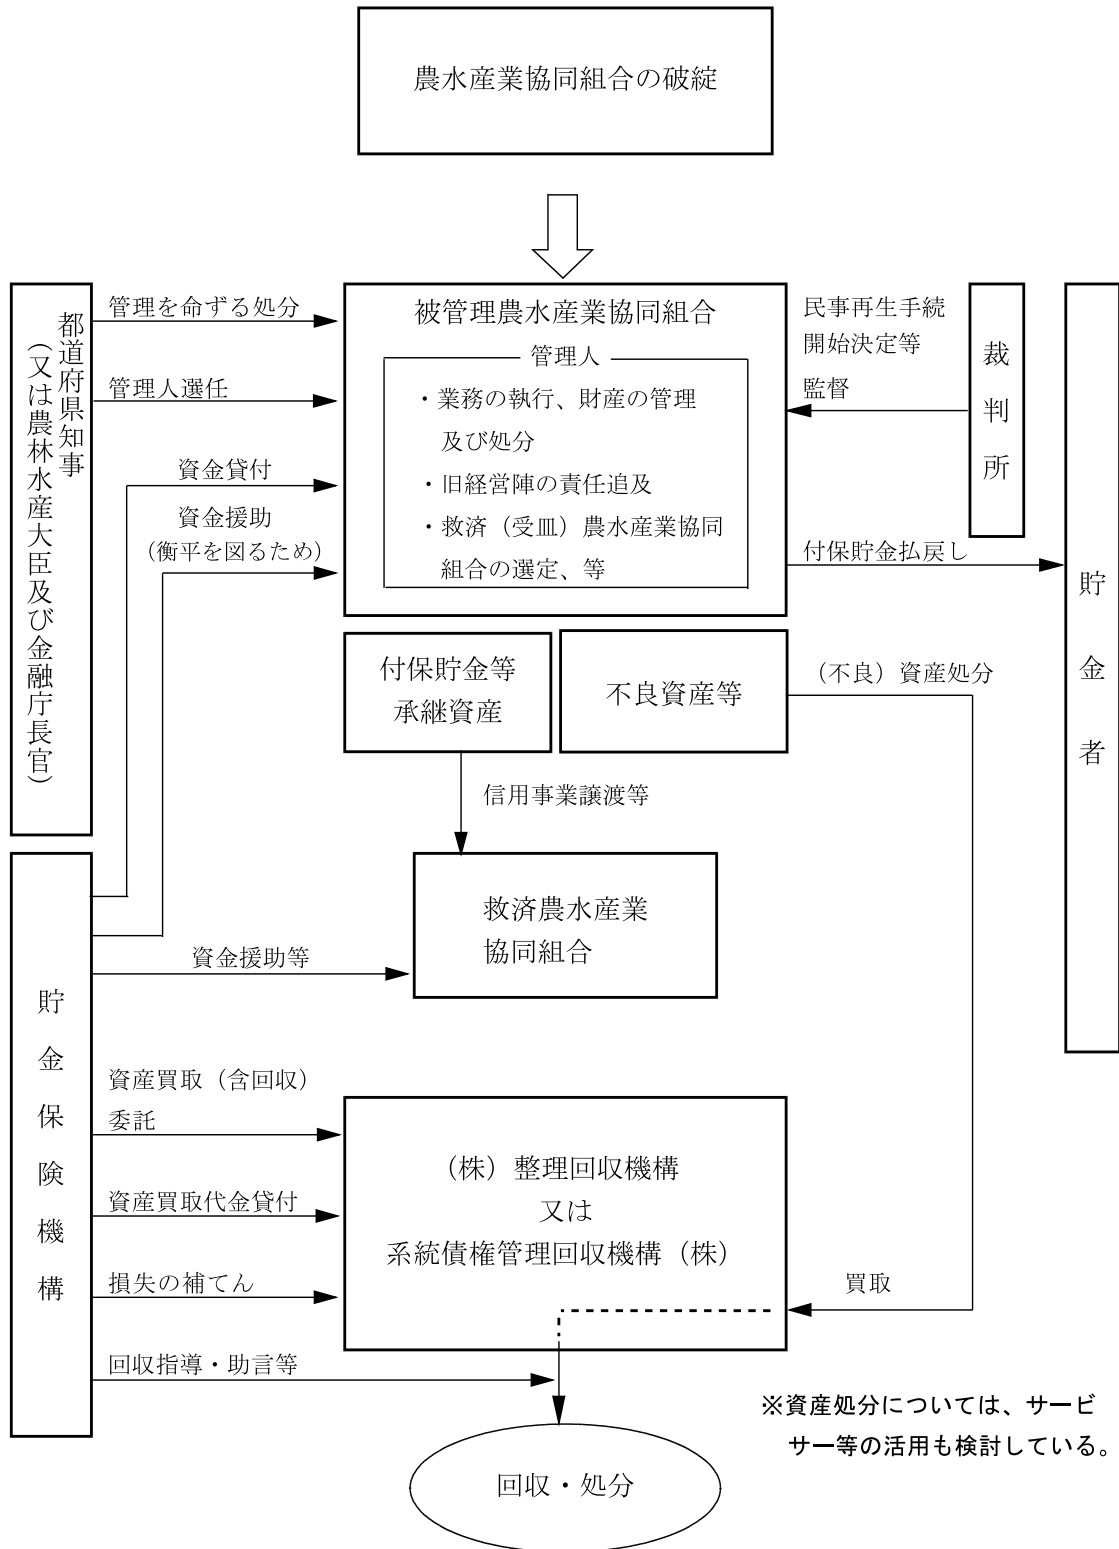 農水産業協同組合の破綻
都道府県知事
（又は農林水産大臣及び金融庁長官）
管理を命ずる処分
管理人選任
資金貸付
資金援助
（衡平を図るため）
被管理農水産業協同組合
管理人
・業務の執行、財産の管理
及び処分
・旧経営陣の責任追及
・救済（受皿）農水産業協同
組合の選定、等
民事再生手続
開始決定等
監督
裁判所
付保貯金払戻し
貯金者
付保貯金等
承継資産
不良資産等
（不良）資産処分
信用事業譲渡等
救済農水産業
協同組合
貯金保険機構
資金援助等
資産買取（含回収）
委託
資産買取代金貸付
損失の補てん
回収指導・助言等
（株）整理回収機構
又は
系統債権管理回収機構（株）
買取
回収・処分
※資産処分については、サービ
サー等の活用も検討している。